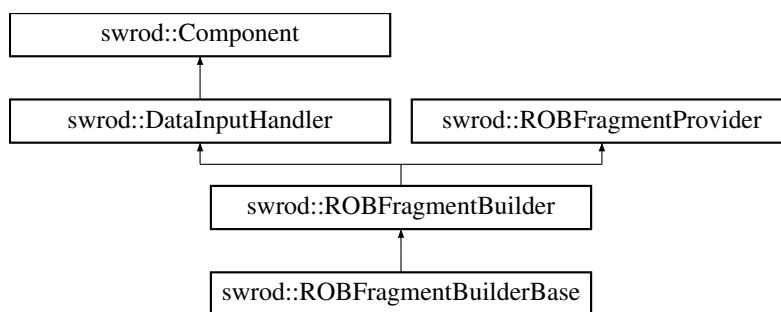 swrod::Component
swrod::DataInputHandler
swrod::ROBFragmentProvider
swrod::ROBFragmentBuilder
swrod::ROBFragmentBuilderBase